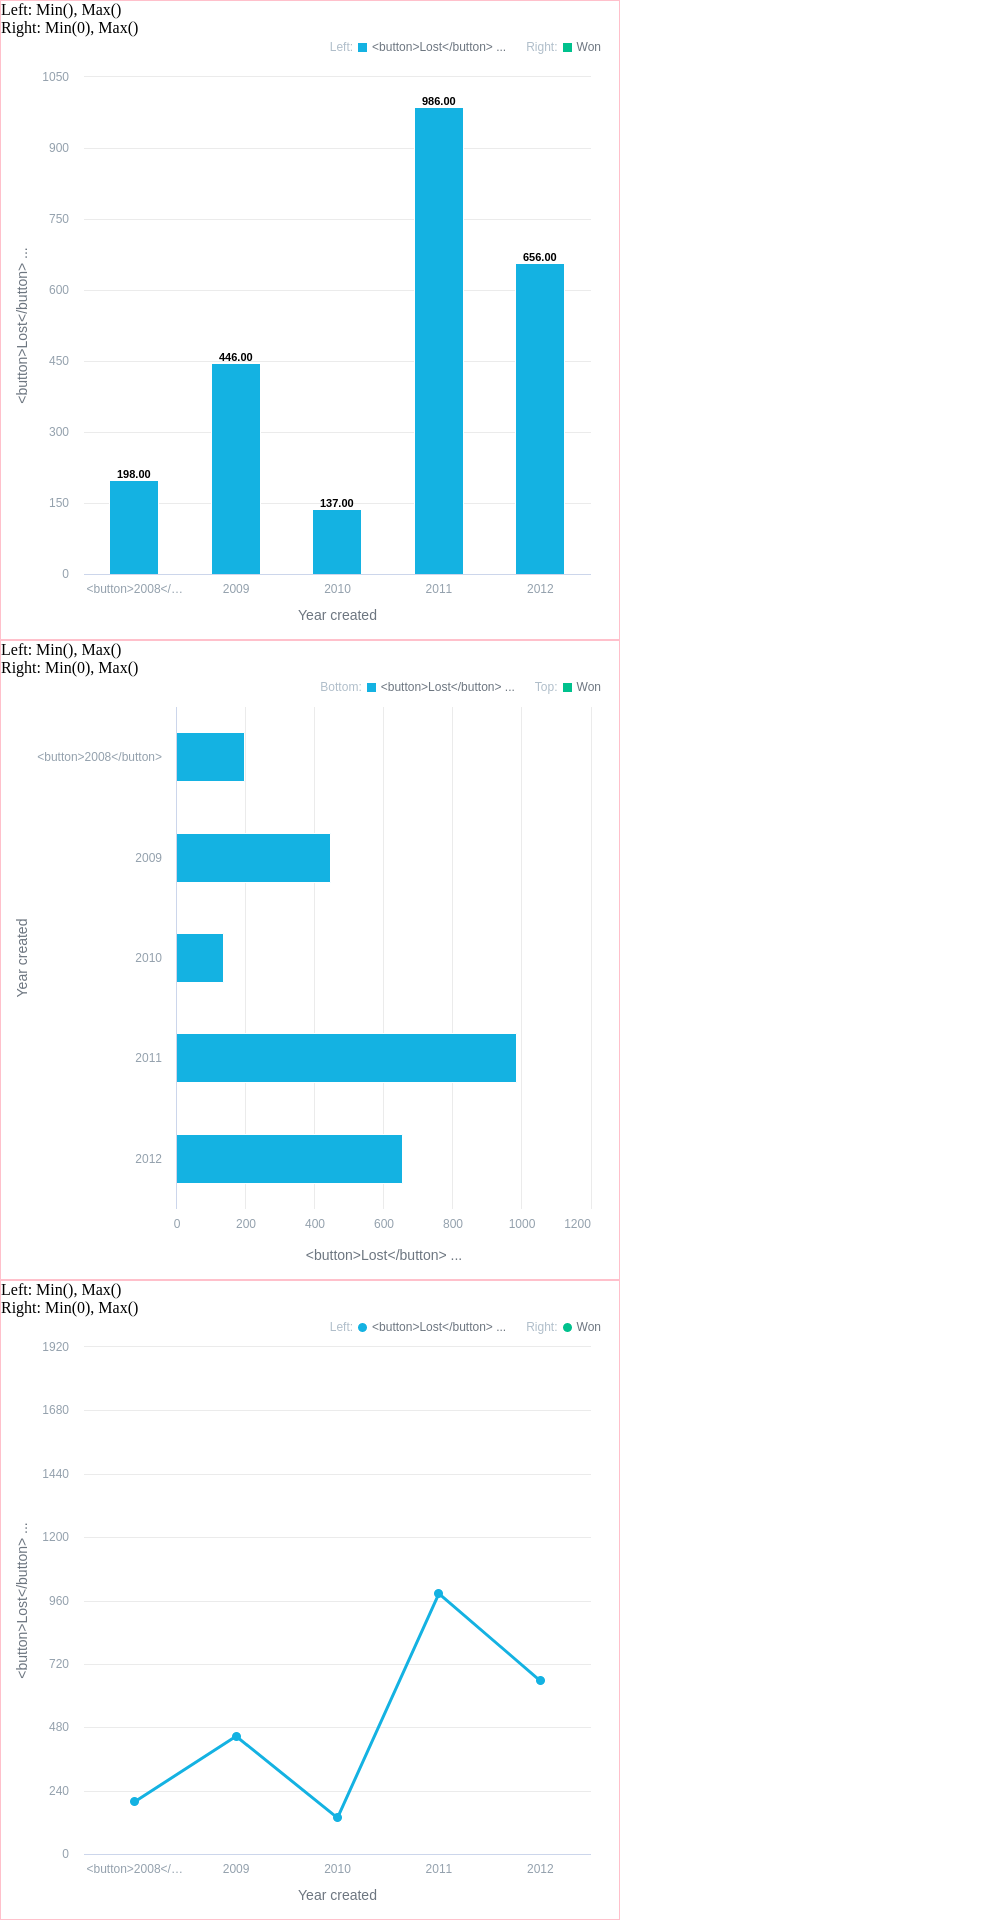 Left: Min(), Max()
Right: Min(0), Max()
Left: <button>Lost</button> ... Right: Won
1050
900
750
600
450
300
150
0
<button>Lost</button> ...
198.00
446.00
137.00
986.00
656.00
<button>2008</... 2009 2010 2011 2012
Year created
Left: Min(), Max()
Right: Min(0), Max()
Bottom: <button>Lost</button> ... Top: Won
Year created
<button>2008</button>
2009
2010
2011
2012
0 200 400 600 800 1000 1200
<button>Lost</button> ...
Left: Min(), Max()
Right: Min(0), Max()
Left: <button>Lost</button> ... Right: Won
1920
1680
1440
1200
960
720
480
240
0
<button>Lost</button> ...
<button>2008</... 2009 2010 2011 2012
Year created